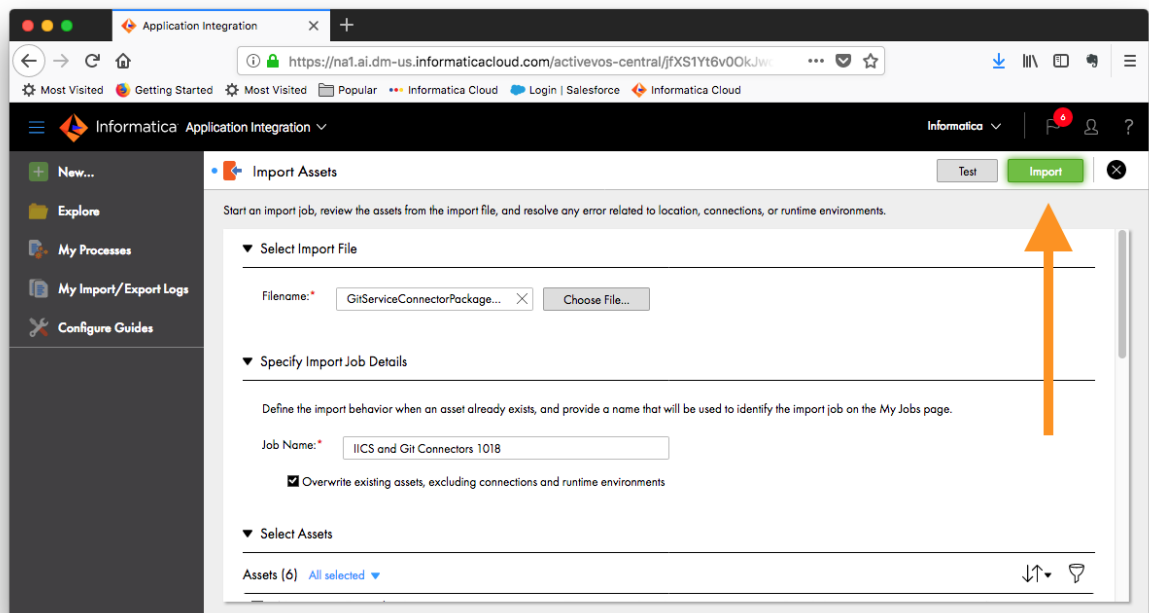 Application Integration
https://na1.ai.dm-us.informaticacloud.com/activevos-central/jfXS1Yt6v0OkJw
Most Visited Getting Started Most Visited Popular Informatica Cloud Login | Salesforce Informatica Cloud
Informatica Application Integration Informatica 6 ?
New...
Explore
My Processes
My Import/Export Logs
Configure Guides
Import Assets Test Import
Start an import job, review the assets from the import file, and resolve any error related to location, connections, or runtime environments.
Select Import File
Filename:* GitServiceConnectorPackage... Choose File...
Specify Import Job Details
Define the import behavior when an asset already exists, and provide a name that will be used to identify the import job on the My Jobs page.
Job Name:* IICS and Git Connectors 1018
Overwrite existing assets, excluding connections and runtime environments
Select Assets
Assets (6) All selected